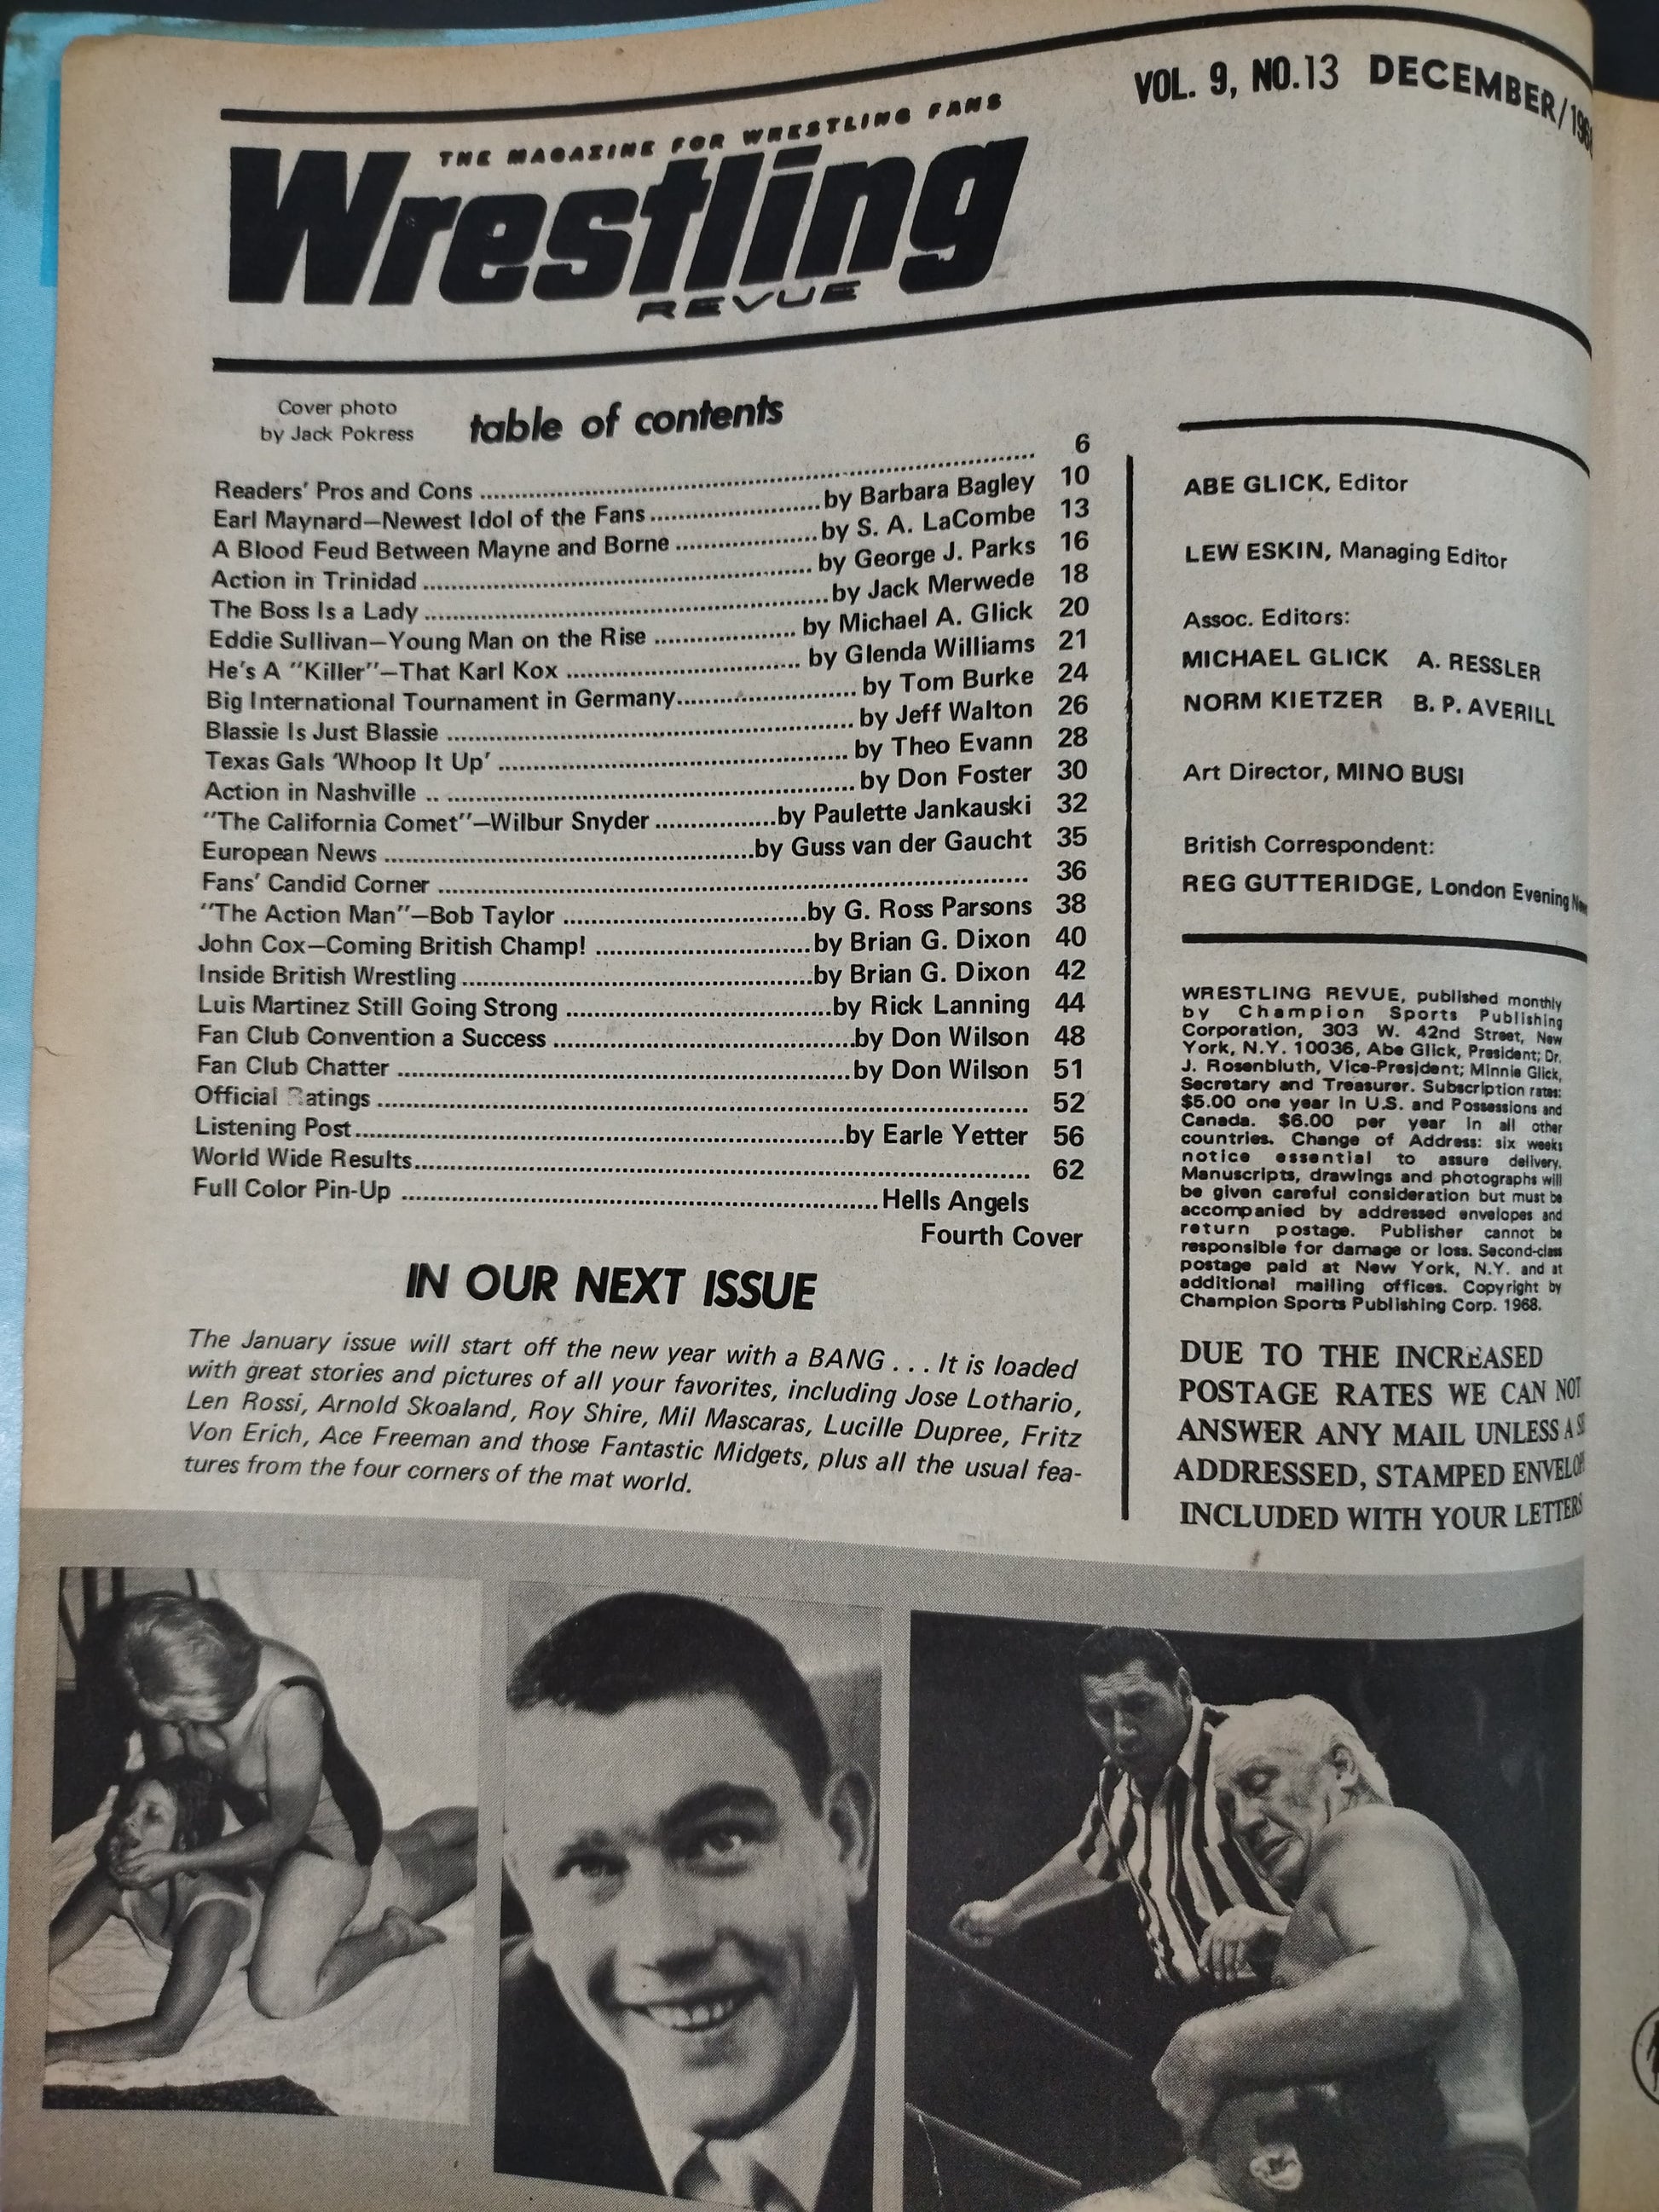 VOL. 9, NO.13 DECEMBER/
THE MAGAZINE FOR WRESTLING FANS
Wrestling
REVUE
Cover photo
by Jack Pokress
table of contents
Readers' Pros and Cons ........ 6
Earl Maynard—Newest Idol of the Fans ........ by Barbara Bagley 10
A Blood Feud Between Mayne and Borne ........ by S. A. LaCombe 13
Action in Trinidad ........ by George J. Parks 16
The Boss Is a Lady ........ by Jack Merwede 18
Eddie Sullivan—Young Man on the Rise ........ by Michael A. Glick 20
He's A "Killer"—That Karl Kox ........ by Glenda Williams 21
Big International Tournament in Germany ........ by Tom Burke 24
Blassie Is Just Blassie ........ by Jeff Walton 26
Texas Gals 'Whoop It Up' ........ by Theo Evann 28
Action in Nashville ........ by Don Foster 30
"The California Comet"—Wilbur Snyder ........ by Paulette Jankauski 32
European News ........ by Guss van der Gaucht 35
Fans' Candid Corner ........ 36
"The Action Man"—Bob Taylor ........ by G. Ross Parsons 38
John Cox—Coming British Champ! ........ by Brian G. Dixon 40
Inside British Wrestling ........ by Brian G. Dixon 42
Luis Martinez Still Going Strong ........ by Rick Lanning 44
Fan Club Convention a Success ........ by Don Wilson 48
Fan Club Chatter ........ by Don Wilson 51
Official Ratings ........ 52
Listening Post ........ by Earle Yetter 56
World Wide Results ........ 62
Full Color Pin-Up ........ Hells Angels
Fourth Cover
IN OUR NEXT ISSUE
The January issue will start off the new year with a BANG . . . It is loaded
with great stories and pictures of all your favorites, including Jose Lothario,
Len Rossi, Arnold Skoaland, Roy Shire, Mil Mascaras, Lucille Dupree, Fritz
Von Erich, Ace Freeman and those Fantastic Midgets, plus all the usual fea-
tures from the four corners of the mat world.
ABE GLICK, Editor
LEW ESKIN, Managing Editor
Assoc. Editors:
MICHAEL GLICK A. RESSLER
NORM KIETZER B. P. AVERILL
Art Director, MINO BUSI
British Correspondent:
REG GUTTERIDGE, London Evening
WRESTLING REVUE, published monthly
by Champion Sports Publishing
Corporation, 303 W. 42nd Street, New
York, N.Y. 10036, Abe Glick, President; Dr.
J. Rosenbluth, Vice-President; Minnie Glick,
Secretary and Treasurer. Subscription rates:
$5.00 one year in U.S. and Possessions and
Canada. $6.00 per year in all other
countries. Change of Address: six weeks
notice essential to assure delivery.
Manuscripts, drawings and photographs will
be given careful consideration but must be
accompanied by addressed envelopes and
return postage. Publisher cannot be
responsible for damage or loss. Second-class
postage paid at New York, N.Y. and at
additional mailing offices. Copyright by
Champion Sports Publishing Corp. 1968.
DUE TO THE INCREASED
POSTAGE RATES WE CAN NOT
ANSWER ANY MAIL UNLESS A
ADDRESSED, STAMPED
INCLUDED WITH YOUR LETTERS